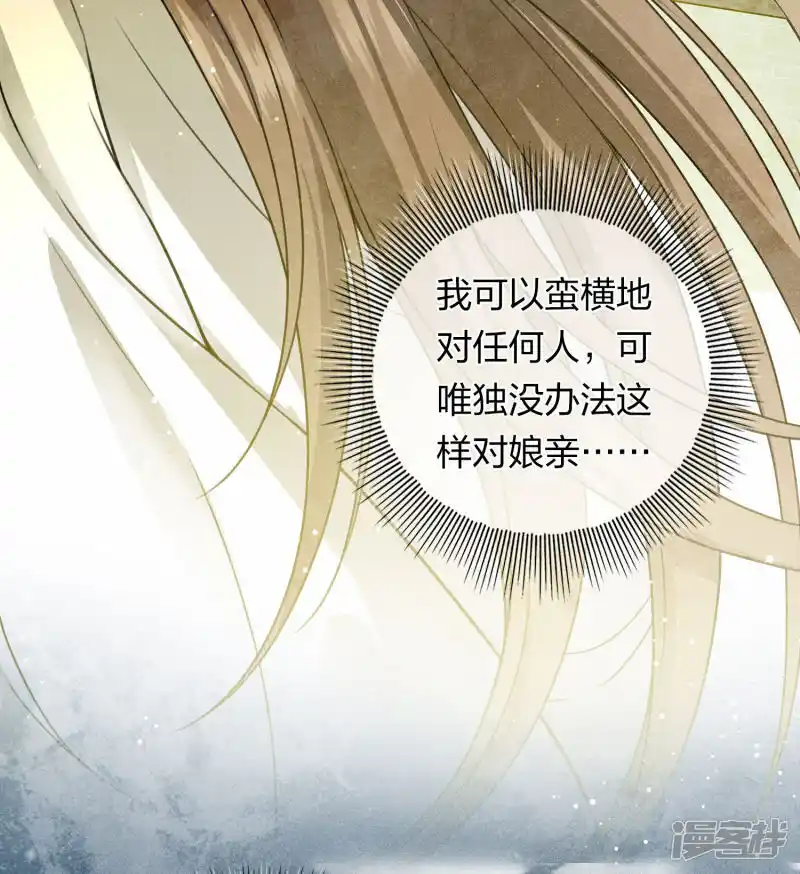 我可以蛮横地
对任何人，可
唯独没办法这
样对娘亲……
漫客栈